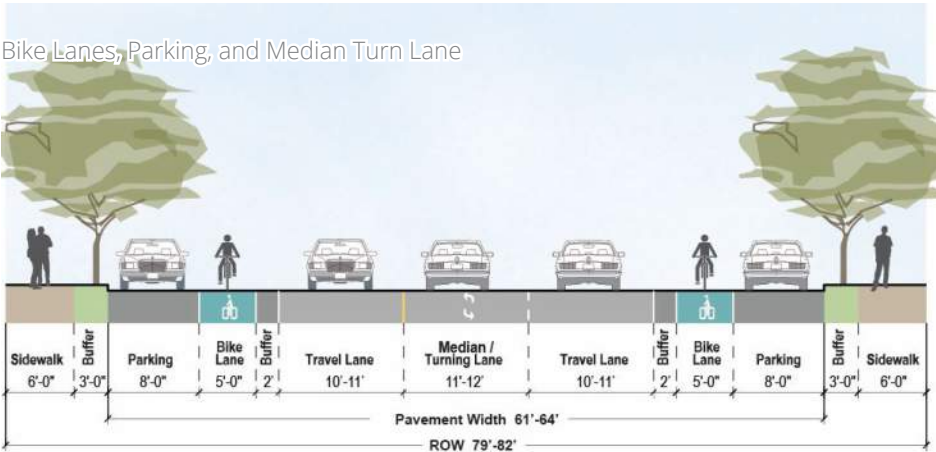 Bike Lanes, Parking, and Median Turn Lane
Sidewalk
6'-0"
Buffer
3'-0"
Parking
8'-0"
Bike
Lane
5'-0"
Buffer
2'
Travel Lane
10'-11'
Median /
Turning Lane
11'-12'
Travel Lane
10'-11'
Buffer
2'
Bike
Lane
5'-0"
Parking
8'-0"
Buffer
3'-0"
Sidewalk
6'-0"
Pavement Width 61'-64'
ROW 79'-82'